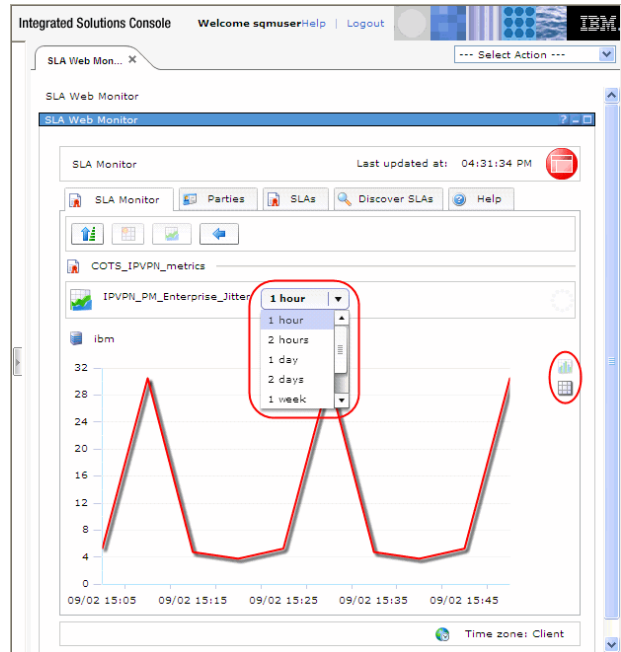 Integrated Solutions Console Welcome sqmuser Help | Logout IBM.
SLA Web Mon... X
--- Select Action ---
SLA Web Monitor
SLA Web Monitor
SLA Monitor Last updated at: 04:31:34 PM
SLA Monitor Parties SLAs Discover SLAs Help
COTS_IPVPN_metrics
IPVPN_PM_Enterprise_Jitter 1 hour
1 hour
2 hours
1 day
2 days
1 week
ibm
32
28
24
20
16
12
8
4
0
09/02 15:05 09/02 15:15 09/02 15:25 09/02 15:35 09/02 15:45
Time zone: Client